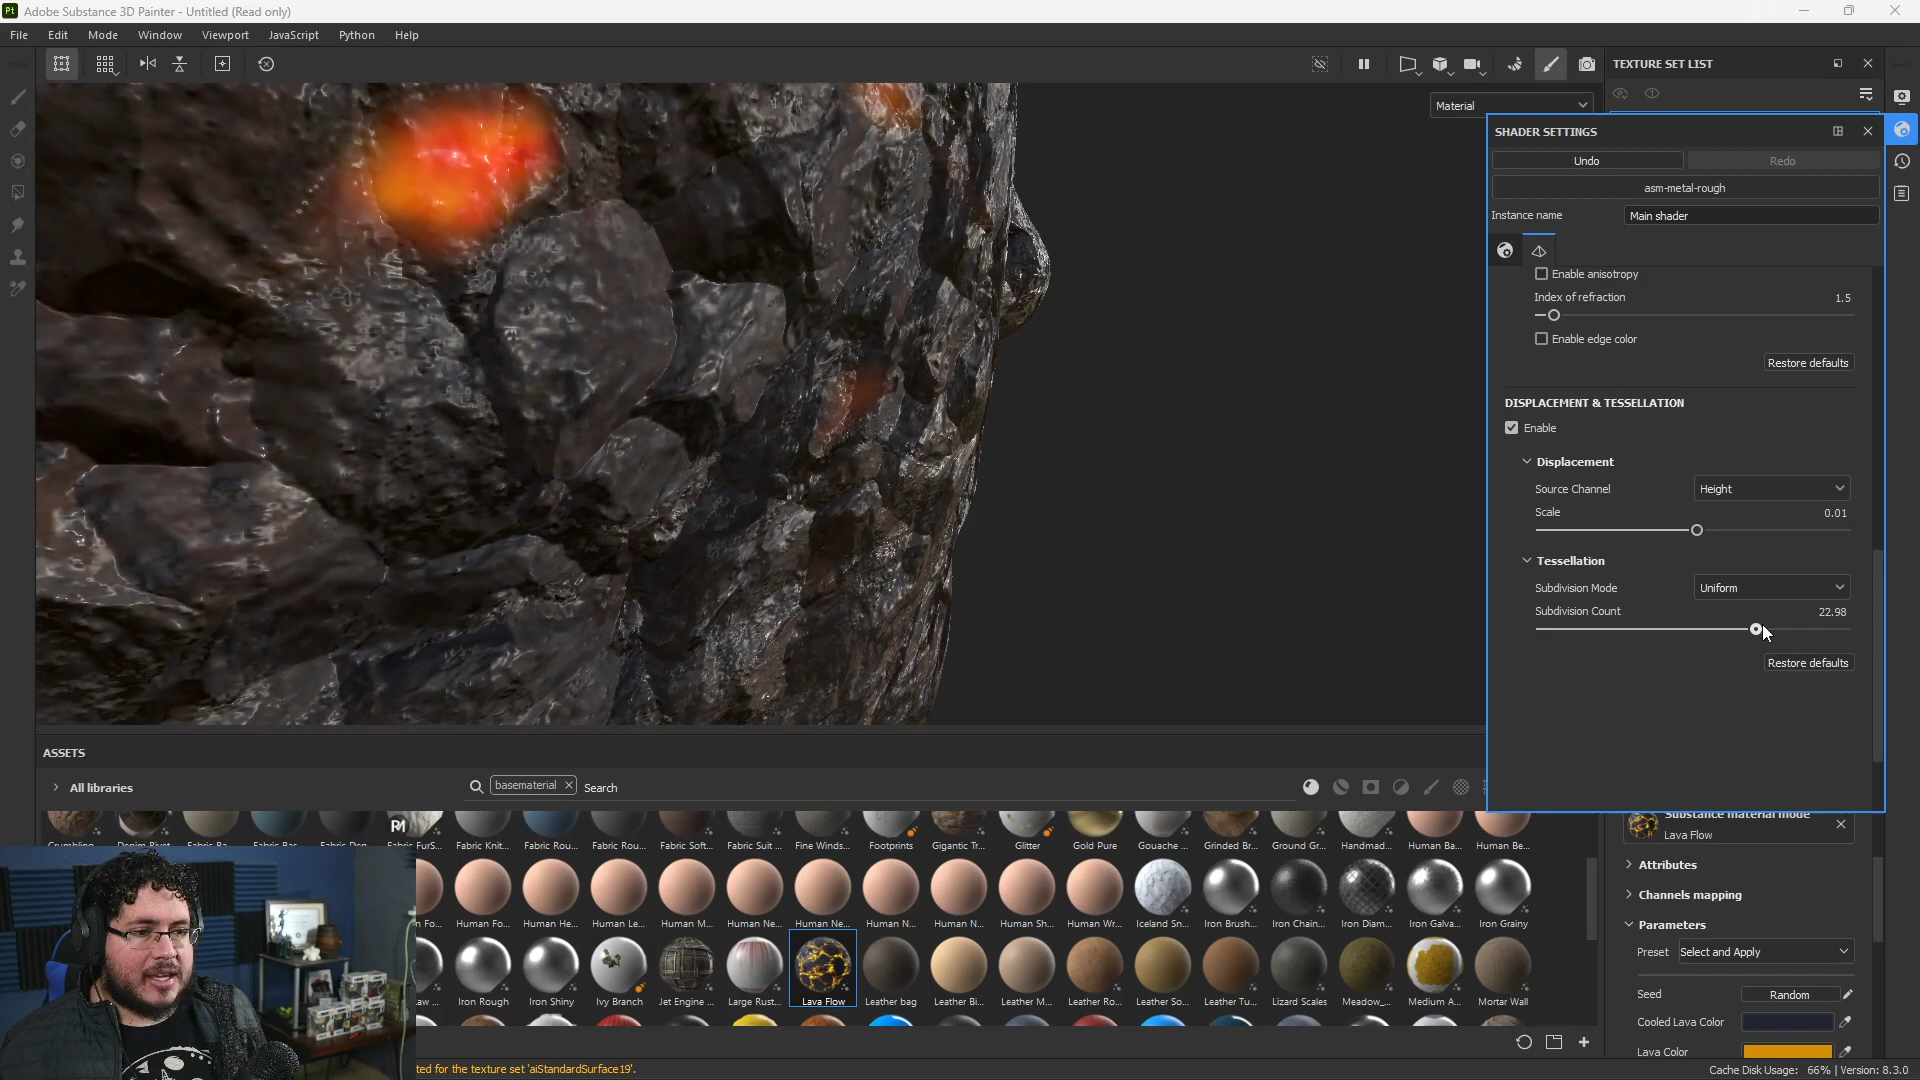 Pt Adobe Substance 3D Painter - Untitled (Read only)
File Edit Mode Window Viewport JavaScript Python Help
TEXTURE SET LIST
Material
SHADER SETTINGS
Undo Redo
asm-metal-rough
Instance name Main shader
Enable anisotropy
Index of refraction 1.5
Enable edge color
Restore defaults
DISPLACEMENT & TESSELLATION
Enable
Displacement
Source Channel Height
Scale 0.01
Tessellation
Subdivision Mode Uniform
Subdivision Count 22.98
Restore defaults
ASSETS
All libraries basematerial Search
Fabric Knit... Fabric Rou... Fabric Rou... Fabric Soft... Fabric Suit ... Fine Winds... Footprints Gigantic Tr... Glitter Gold Pure Gouache ... Grinded Br... Ground Gr... Handmad... Human Ba... Human Be...
Fo... Human Fo... Human He... Human Le... Human M... Human Ne... Human Ne... Human N... Human N... Human Sh... Human Wr... Iceland Sn... Iron Brush... Iron Chain... Iron Diam... Iron Galva... Iron Grainy
aw ... Iron Rough Iron Shiny Ivy Branch Jet Engine ... Large Rust... Lava Flow Leather bag Leather Bi... Leather M... Leather Ro... Leather So... Leather Tu... Lizard Scales Meadow_... Medium A... Mortar Wall
Substance material mode
Lava Flow
Attributes
Channels mapping
Parameters
Preset Select and Apply
Seed Random
Cooled Lava Color
Lava Color
ted for the texture set 'aiStandardSurface19'.
Cache Disk Usage: 66% | Version: 8.3.0